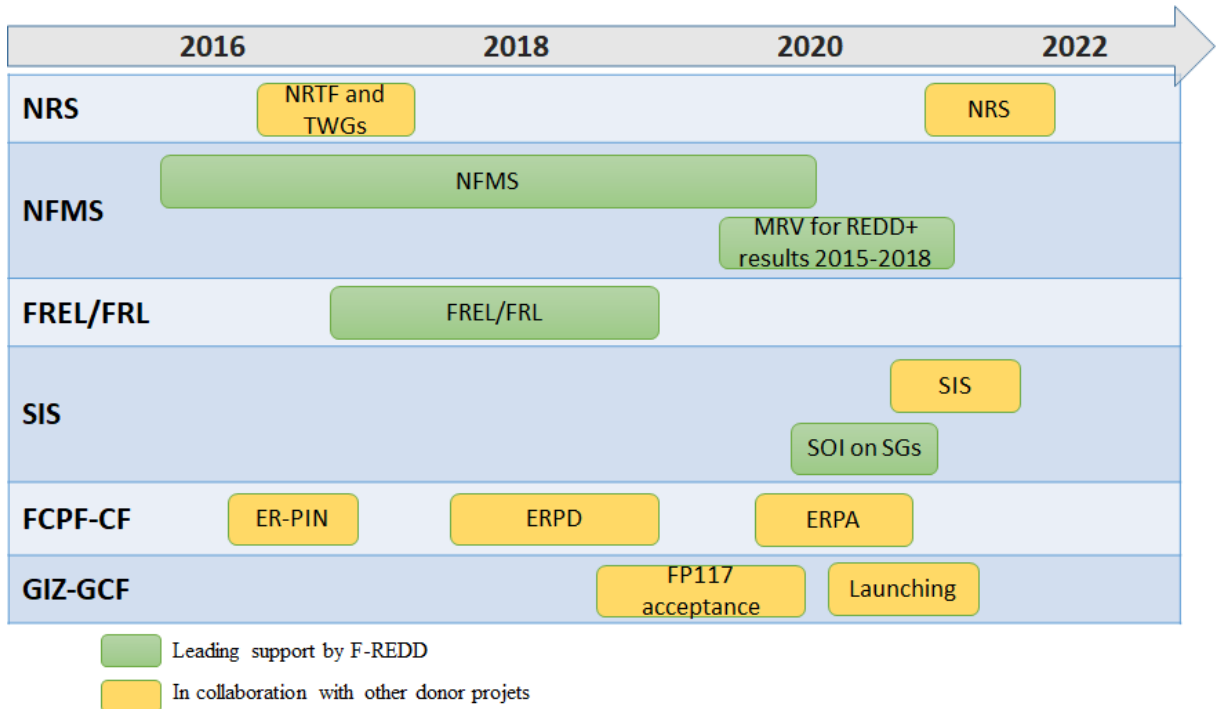 2016 2018 2020 2022
NRS
NRTF and
TWGs
NRS
NFMS
NFMS
MRV for REDD+
results 2015-2018
FREL/FRL
FREL/FRL
SIS
SIS
SOI on SGs
FCPF-CF
ER-PIN
ERPD
ERPA
GIZ-GCF
FP117
acceptance
Launching
Leading support by F-REDD
In collaboration with other donor projets